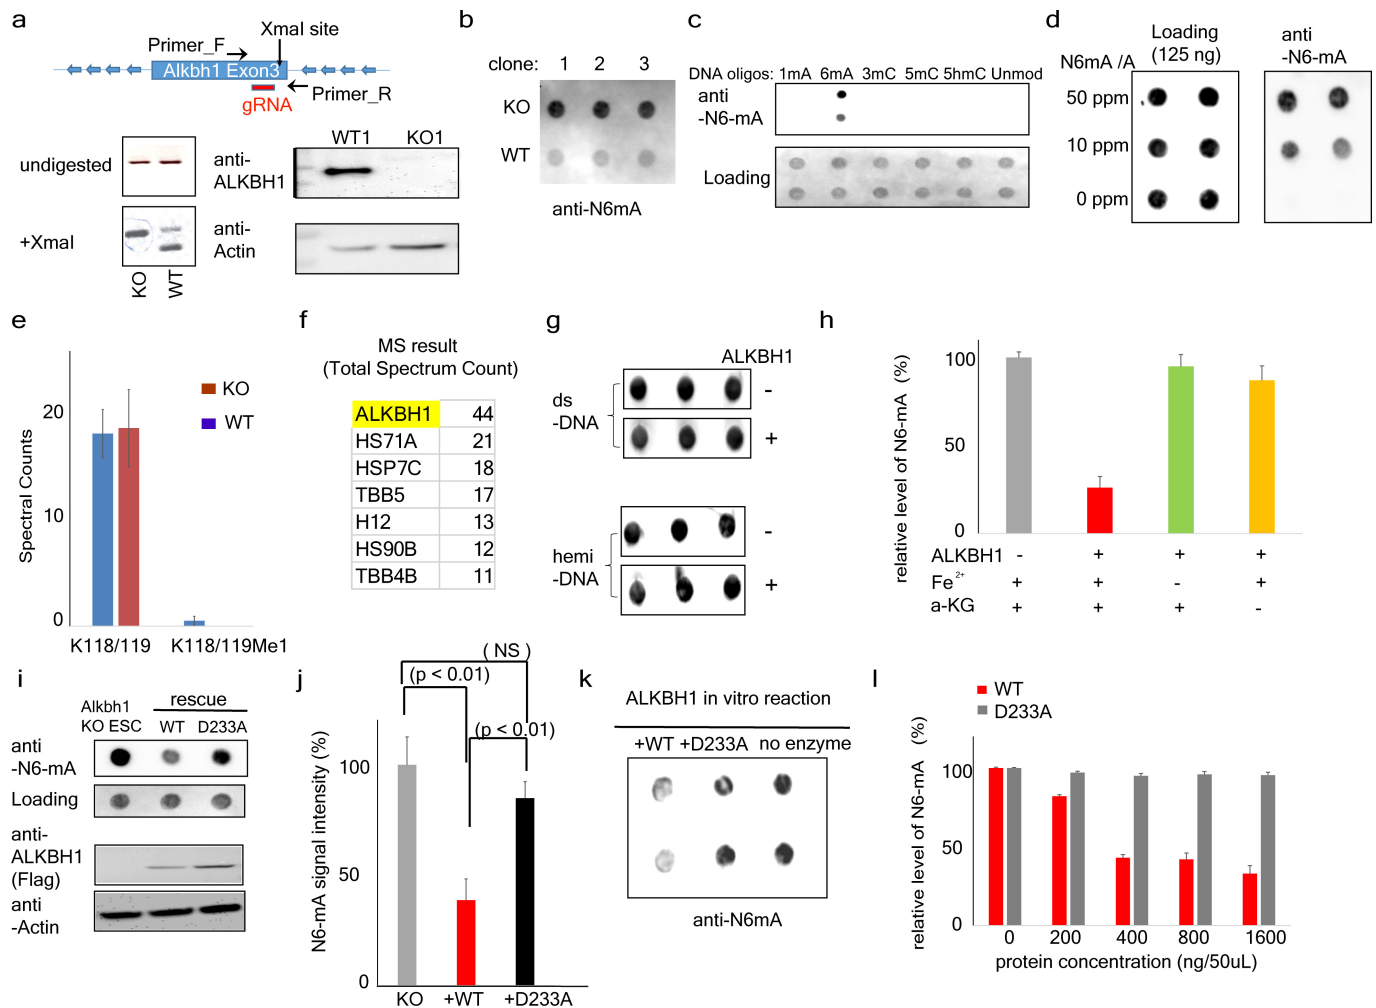 a
XmaI site
Primer_F
Alkbh1 Exon3
Primer_R
gRNA
WT1 KO1
undigested
anti-
ALKBH1
+XmaI
anti-
Actin
KO
WT
b
clone: 1 2 3
KO
WT
anti-N6mA
c
DNA oligos: 1mA 6mA 3mC 5mC 5hmC Unmod
anti
-N6-mA
Loading
d
Loading
(125 ng)
anti
-N6-mA
N6mA /A
50 ppm
10 ppm
0 ppm
e
KO
WT
20
10
0
Spectral Counts
K118/119
K118/119Me1
f
MS result
(Total Spectrum Count)
ALKBH1 44
HS71A 21
HSP7C 18
TBB5 17
H12 13
HS90B 12
TBB4B 11
g
ALKBH1
ds
-DNA
-
+
hemi
-DNA
-
+
h
relative level of N6-mA (%)
100
50
0
ALKBH1 - + + +
Fe2+ + + - +
a-KG + + + -
i
Alkbh1
KO ESC
rescue
WT D233A
anti
-N6-mA
Loading
anti-
ALKBH1
(Flag)
anti
-Actin
j
( NS )
(p < 0.01)
(p < 0.01)
N6-mA signal intensity (%)
100
50
0
KO +WT +D233A
k
ALKBH1 in vitro reaction
+WT +D233A no enzyme
anti-N6mA
l
WT
D233A
relative level of N6-mA (%)
100
50
0
0 200 400 800 1600
protein concentration (ng/50uL)